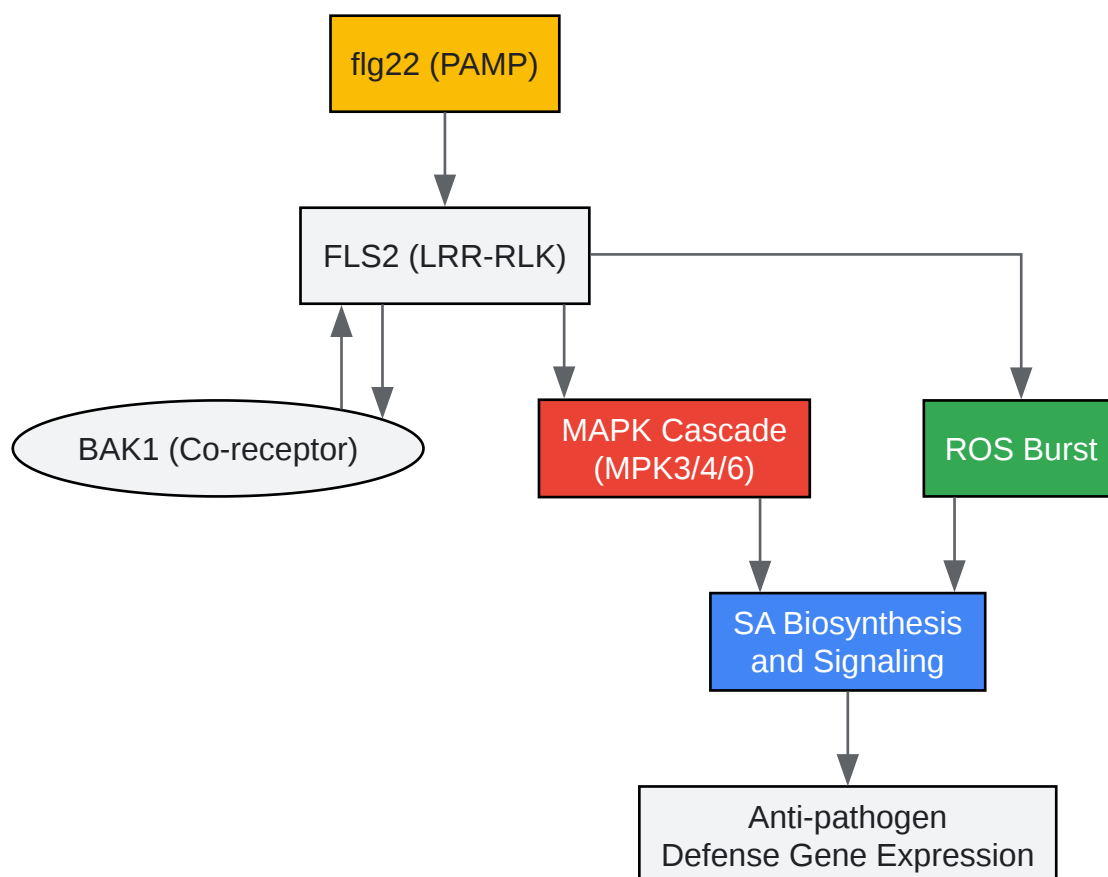 flg22 (PAMP)
FLS2 (LRR-RLK)
BAK1 (Co-receptor)
MAPK Cascade
(MPK3/4/6)
ROS Burst
SA Biosynthesis
and Signaling
Anti-pathogen
Defense Gene Expression